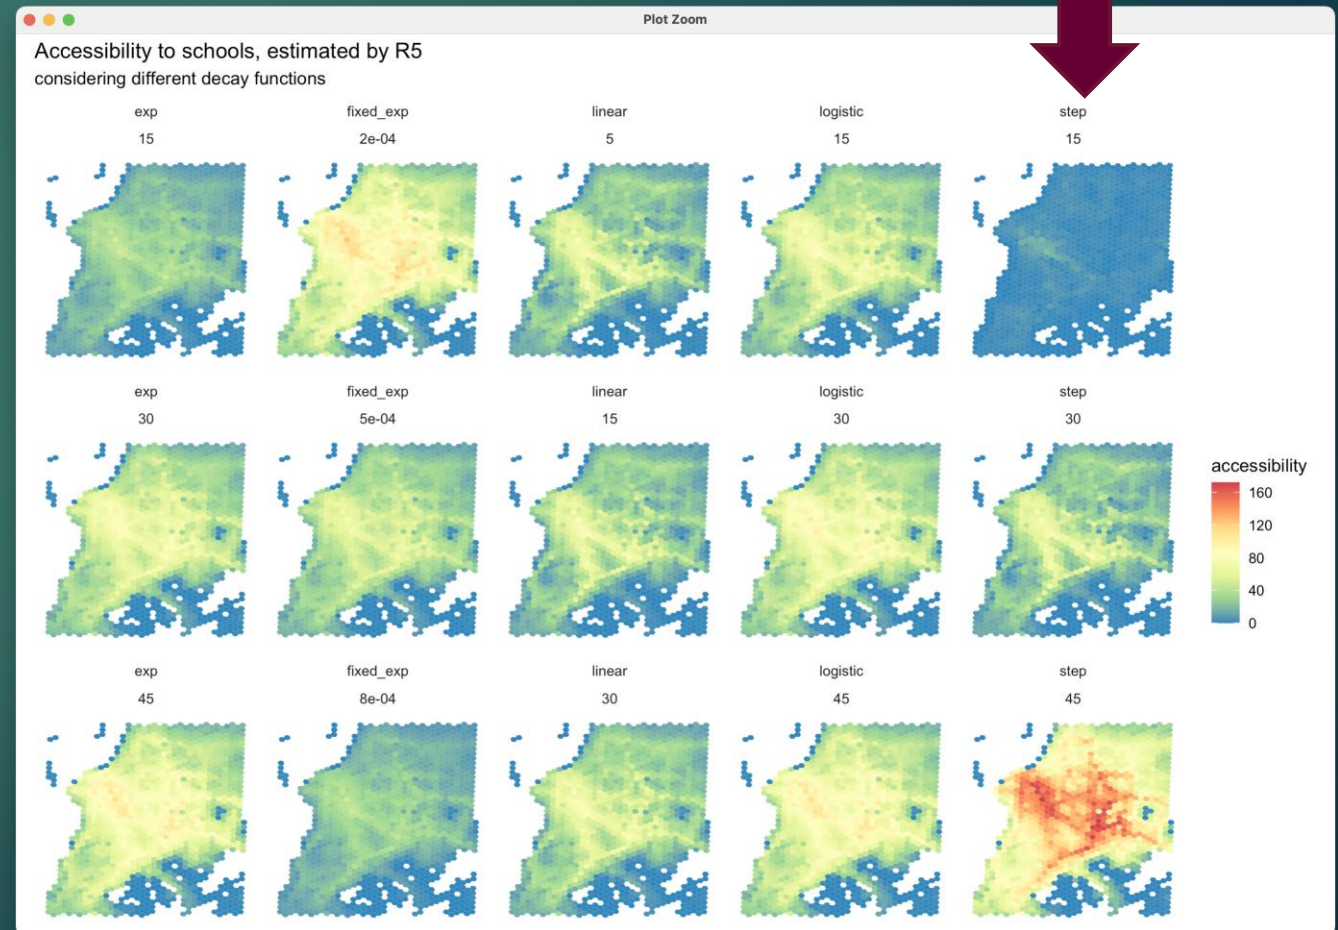 Plot Zoom
Accessibility to schools, estimated by R5
considering different decay functions
exp fixed_exp linear logistic step
15 2e-04 5 15 15
exp fixed_exp linear logistic step
30 5e-04 15 30 30
accessibility
160
120
80
40
0
exp fixed_exp linear logistic step
45 8e-04 30 45 45